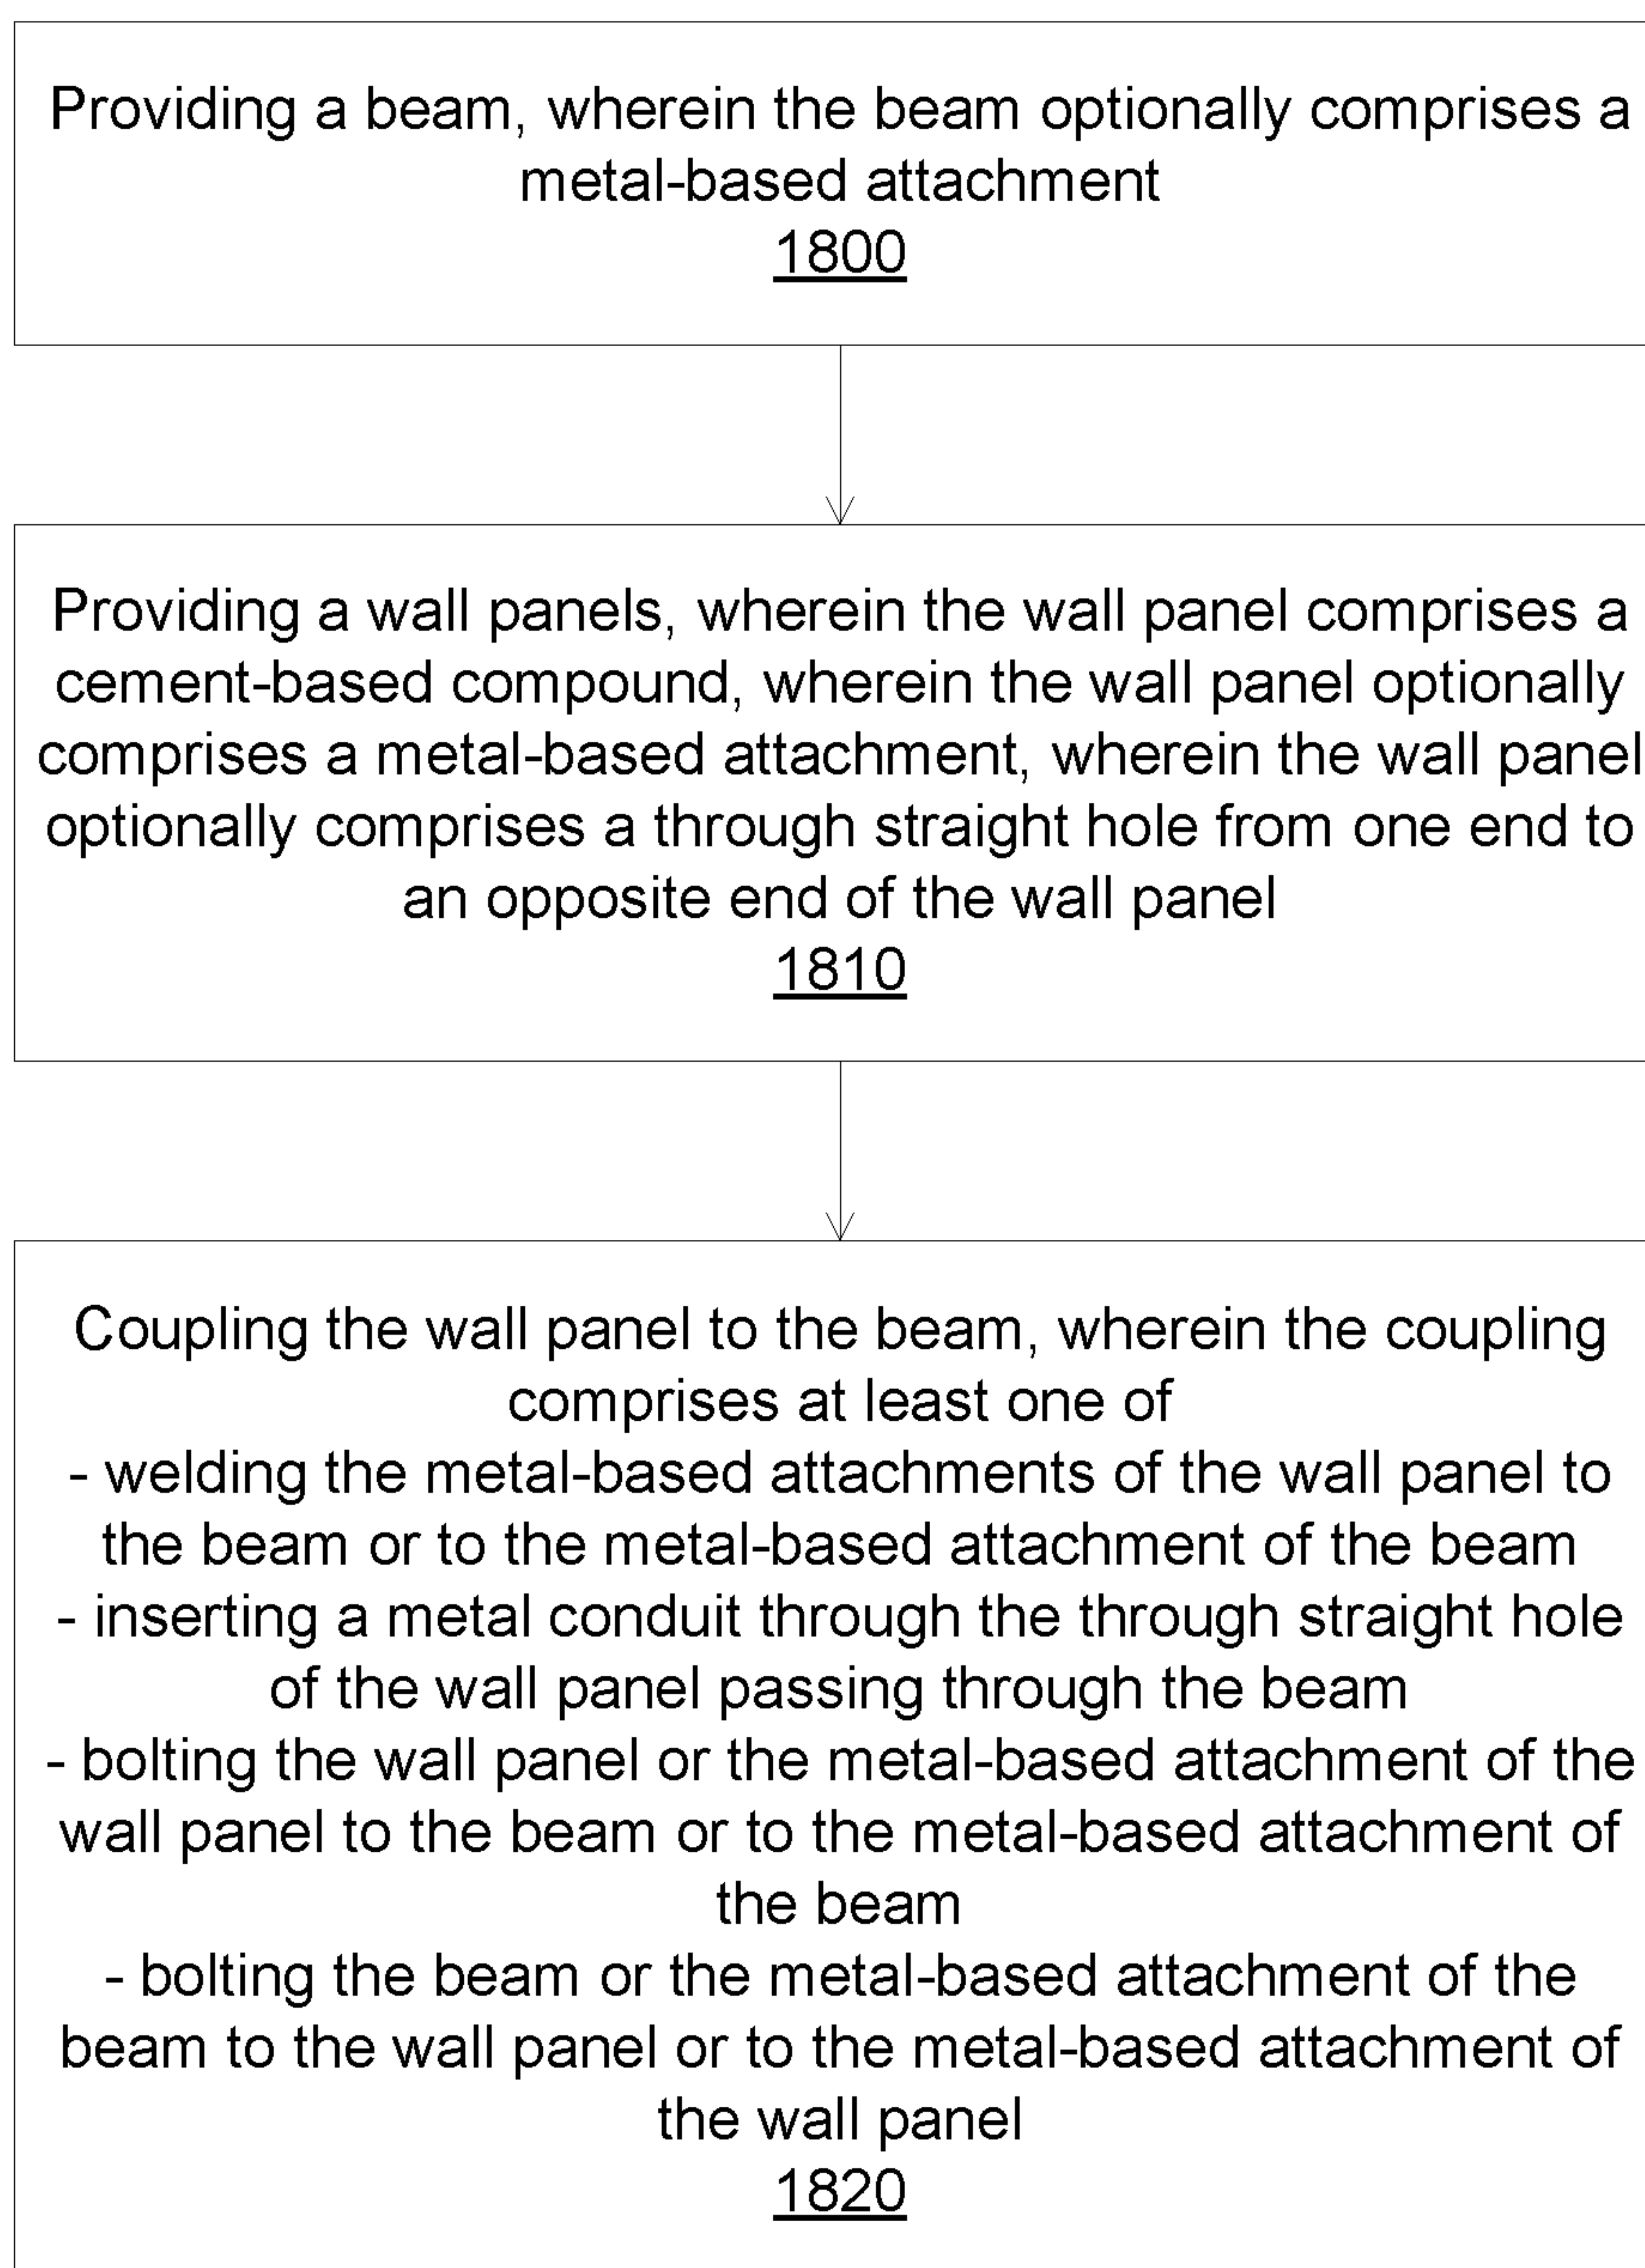 Providing a beam, wherein the beam optionally comprises a
metal-based attachment
1800
Providing a wall panels, wherein the wall panel comprises a
cement-based compound, wherein the wall panel optionally
comprises a metal-based attachment, wherein the wall panel
optionally comprises a through straight hole from one end to
an opposite end of the wall panel
1810
Coupling the wall panel to the beam, wherein the coupling
comprises at least one of
- welding the metal-based attachments of the wall panel to
the beam or to the metal-based attachment of the beam
- inserting a metal conduit through the through straight hole
of the wall panel passing through the beam
- bolting the wall panel or the metal-based attachment of the
wall panel to the beam or to the metal-based attachment of
the beam
- bolting the beam or the metal-based attachment of the
beam to the wall panel or to the metal-based attachment of
the wall panel
1820